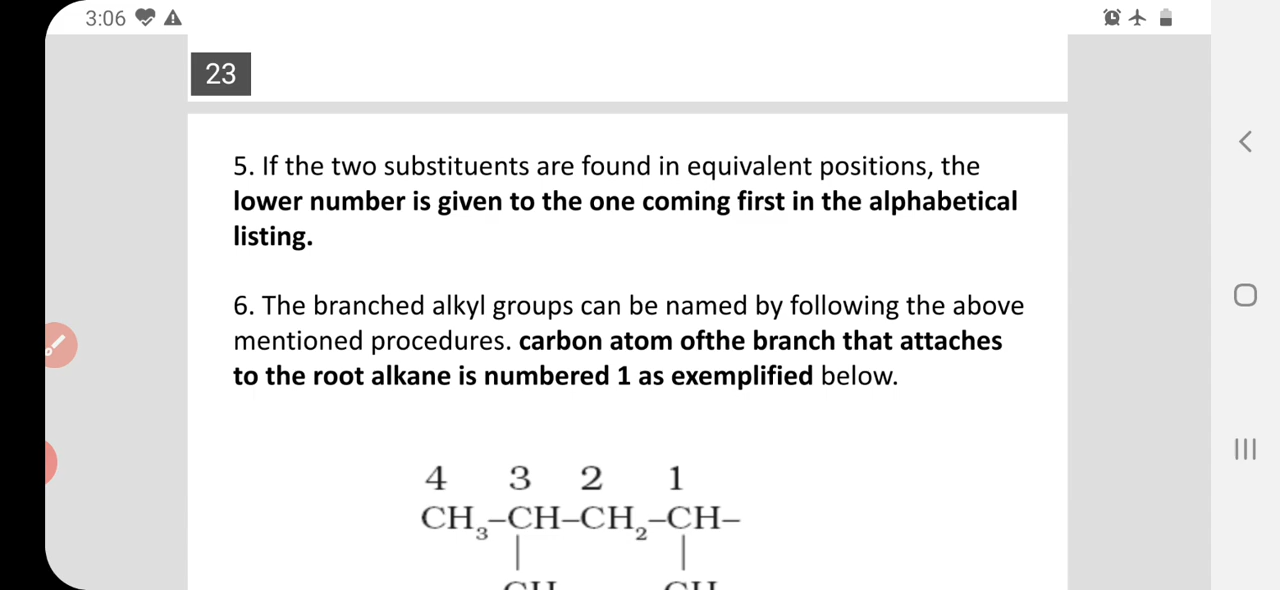 3:06
23
5. If the two substituents are found in equivalent positions, the
lower number is given to the one coming first in the alphabetical
listing.
6. The branched alkyl groups can be named by following the above
mentioned procedures. carbon atom ofthe branch that attaches
to the root alkane is numbered 1 as exemplified below.
4 3 2 1
CH₃–CH–CH₂–CH–
| |